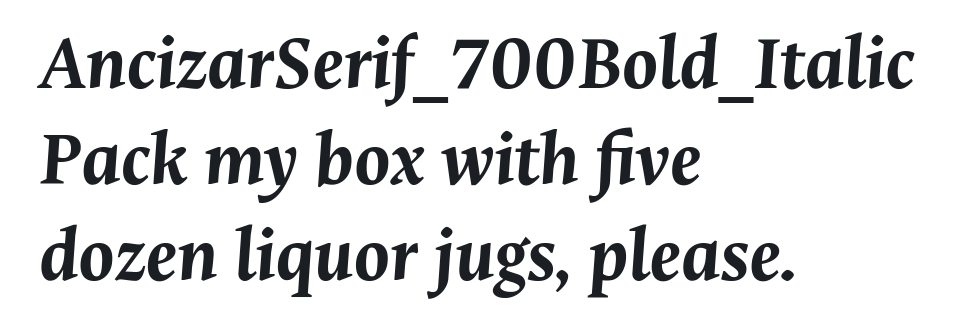 AncizarSerif_700Bold_Italic
Pack my box with five
dozen liquor jugs, please.